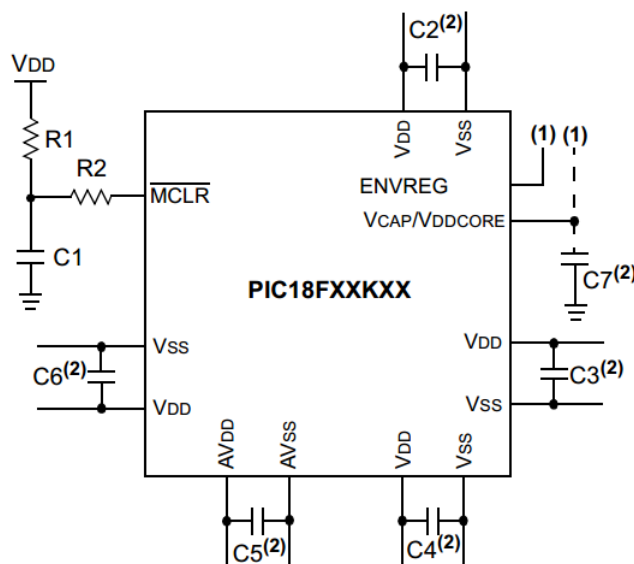 C2(2)
VDD
VDD
VSS
(1) (1)
R1
R2
MCLR
ENVREG
VCAP/VDDCORE
C1
C7(2)
PIC18FXXKXX
VSS
VDD
C6(2)
C3(2)
VDD
VSS
AVDD
AVSS
VDD
VSS
C5(2)
C4(2)